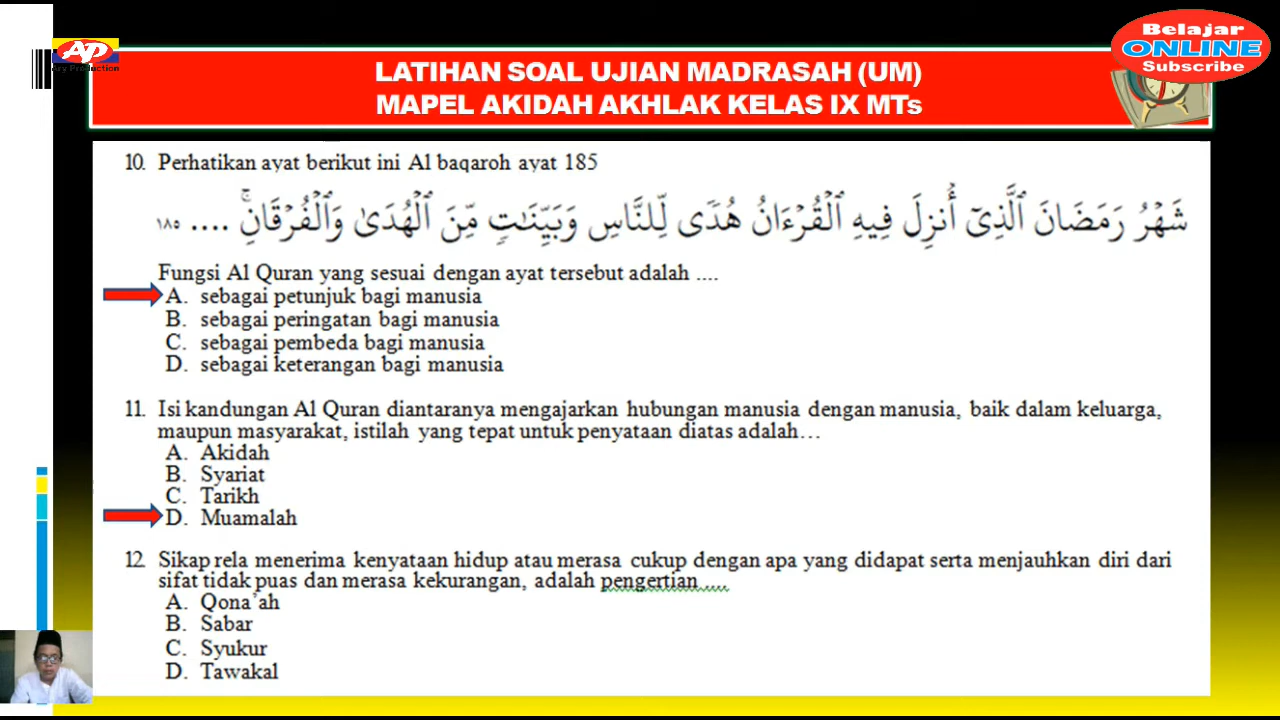 AP
Ary Production
Belajar
ONLINE
Subscribe
LATIHAN SOAL UJIAN MADRASAH (UM)
MAPEL AKIDAH AKHLAK KELAS IX MTs
10. Perhatikan ayat berikut ini Al baqaroh ayat 185
شَهْرُ رَمَضَانَ ٱلَّذِىٓ أُنزِلَ فِيهِ ٱلْقُرْءَانُ هُدًى لِّلنَّاسِ وَبَيِّنَٰتٍ مِّنَ ٱلْهُدَىٰ وَٱلْفُرْقَانِۚ .... ١٨٥
Fungsi Al Quran yang sesuai dengan ayat tersebut adalah ....
A. sebagai petunjuk bagi manusia
B. sebagai peringatan bagi manusia
C. sebagai pembeda bagi manusia
D. sebagai keterangan bagi manusia
11. Isi kandungan Al Quran diantaranya mengajarkan hubungan manusia dengan manusia, baik dalam keluarga,
maupun masyarakat, istilah yang tepat untuk penyataan diatas adalah...
A. Akidah
B. Syariat
C. Tarikh
D. Muamalah
12. Sikap rela menerima kenyataan hidup atau merasa cukup dengan apa yang didapat serta menjauhkan diri dari
sifat tidak puas dan merasa kekurangan, adalah pengertian ....
A. Qona'ah
B. Sabar
C. Syukur
D. Tawakal